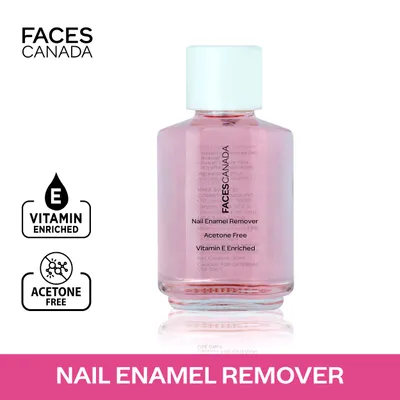 FACES
CANADA
E
VITAMIN
ENRICHED
ACETONE
FREE
FACESCANADA
Nail Enamel Remover
Acetone Free
Vitamin E Enriched
NAIL ENAMEL REMOVER